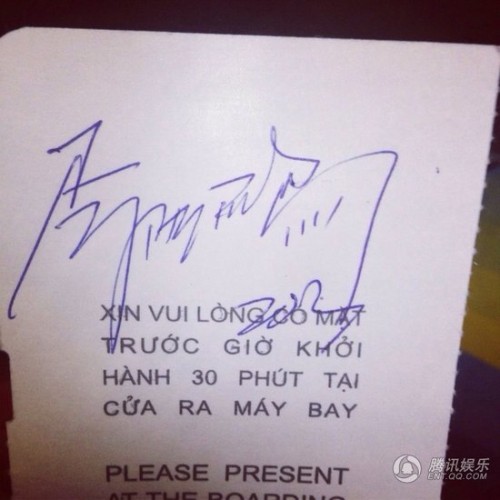 XIN VUI LÒNG CÓ MẶT
TRƯỚC GIỜ KHỞI
HÀNH 30 PHÚT TẠI
CỬA RA MÁY BAY
PLEASE PRESENT
AT THE BOARDING
腾讯娱乐
ENT.QQ.COM